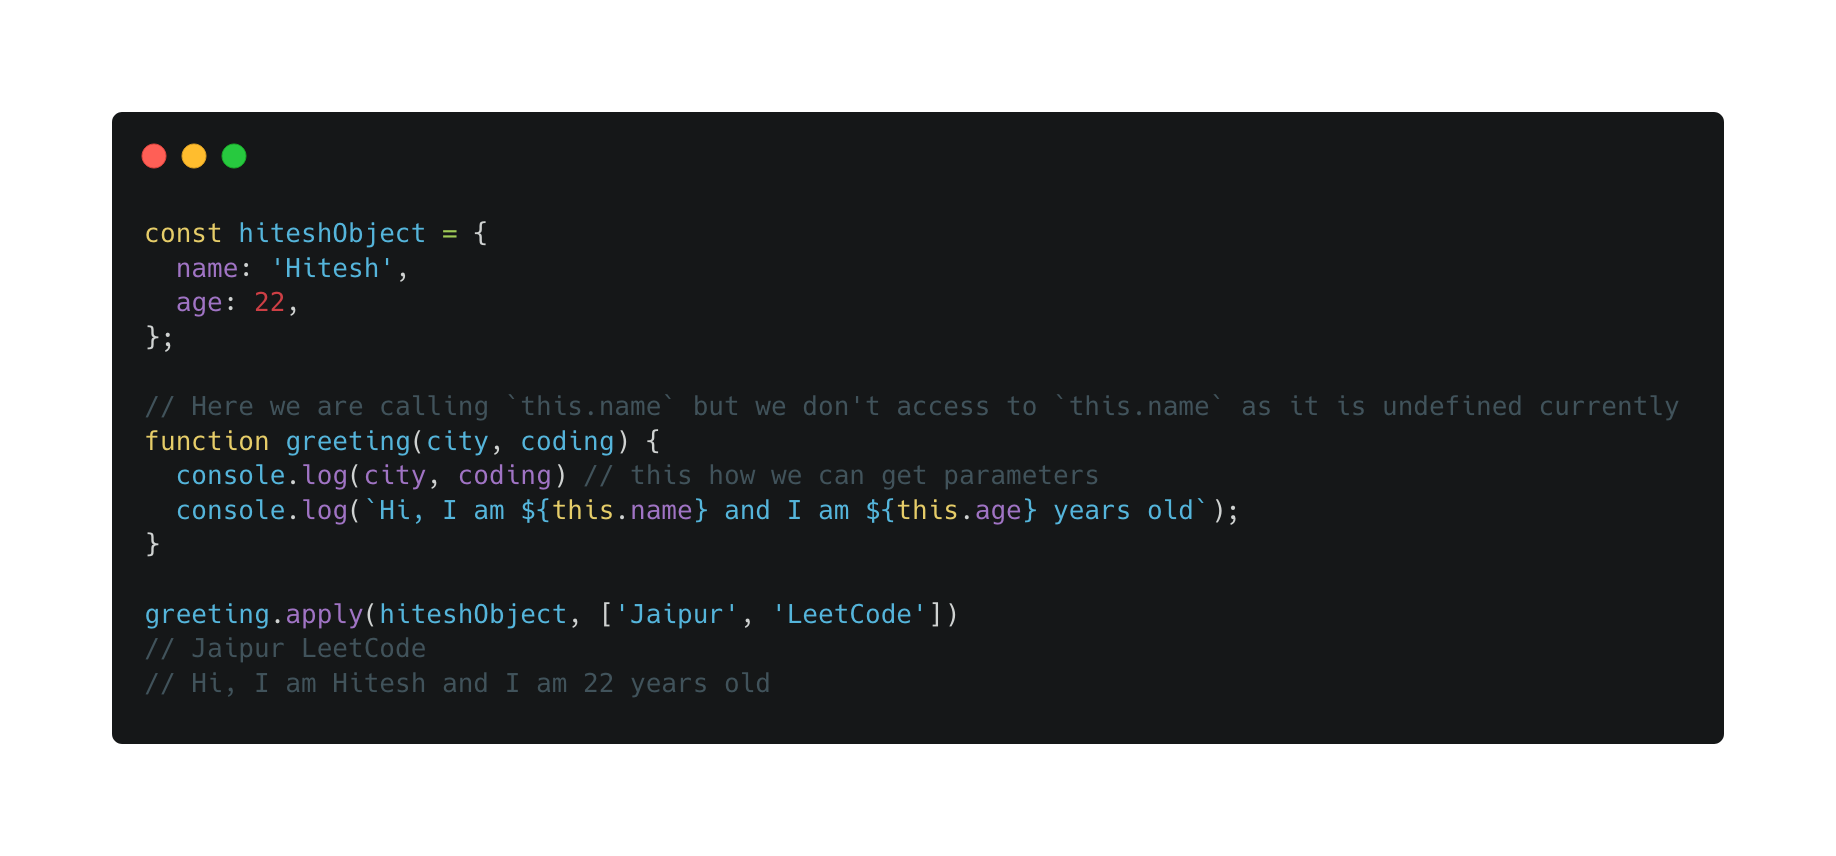 const hiteshObject = {
  name: 'Hitesh',
  age: 22,
};

// Here we are calling `this.name` but we don't access to `this.name` as it is undefined currently
function greeting(city, coding) {
  console.log(city, coding) // this how we can get parameters
  console.log(`Hi, I am ${this.name} and I am ${this.age} years old`);
}

greeting.apply(hiteshObject, ['Jaipur', 'LeetCode'])
// Jaipur LeetCode
// Hi, I am Hitesh and I am 22 years old